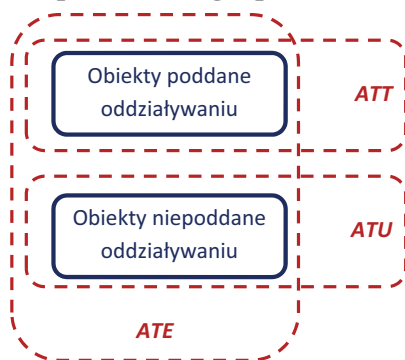 Obiekty poddane
oddziaływaniu
ATT
Obiekty niepoddane
oddziaływaniu
ATU
ATE